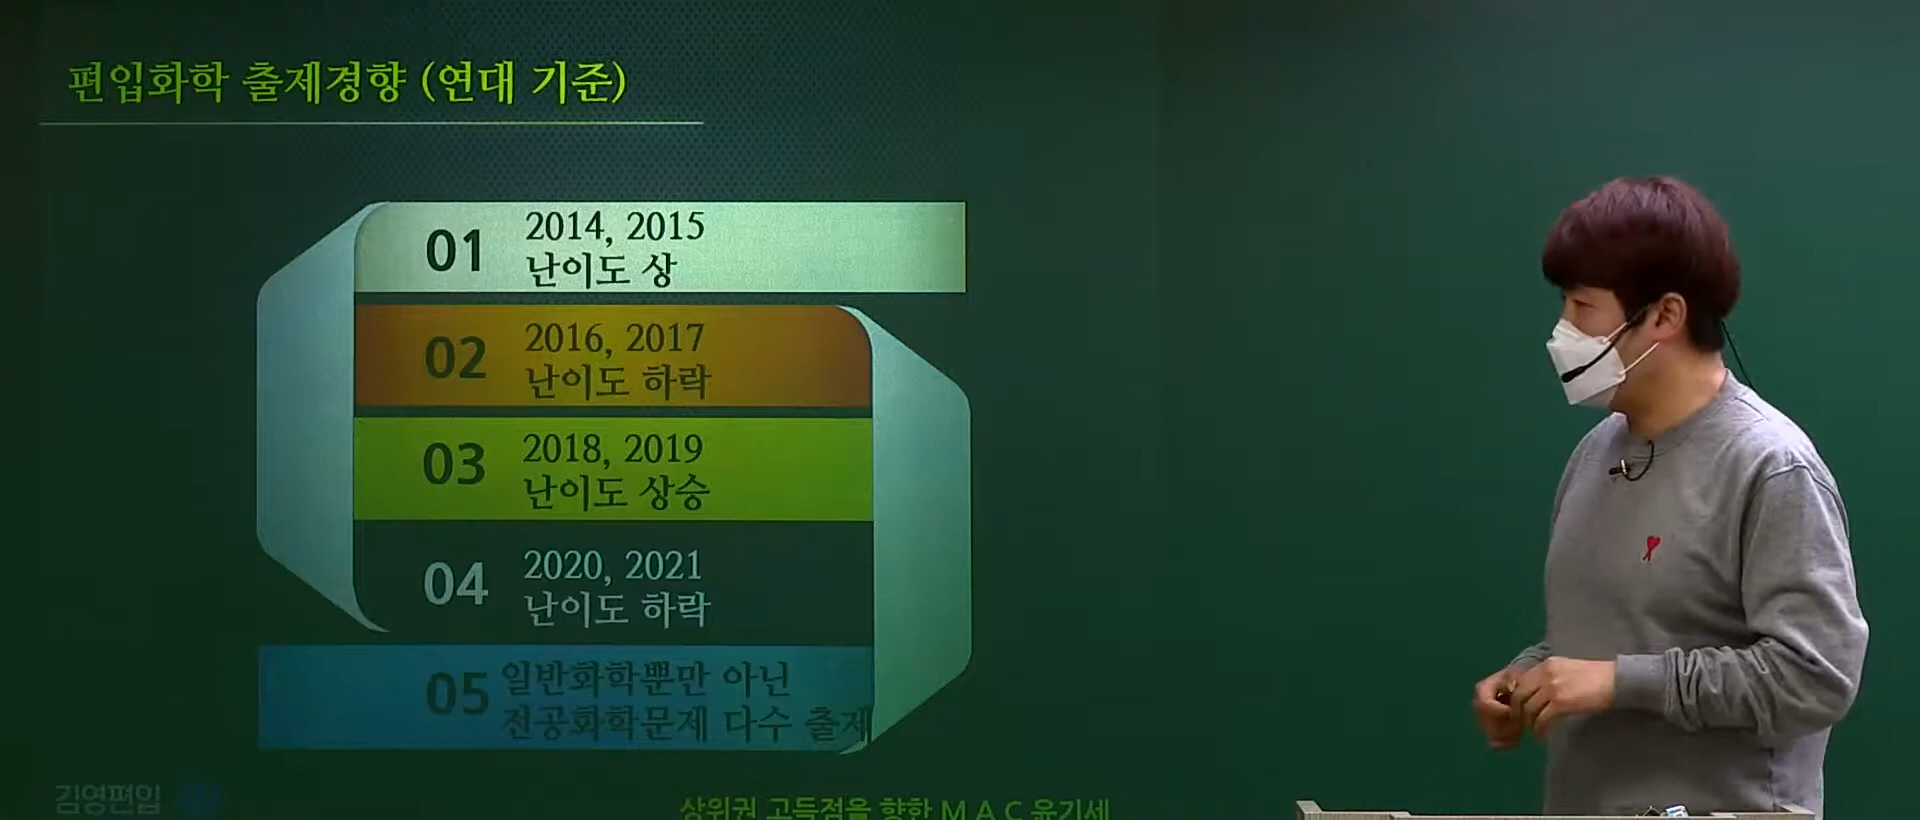 편입화학 출제경향 (연대 기준)
01
2014, 2015
난이도 상
02
2016, 2017
난이도 하락
03
2018, 2019
난이도 상승
04
2020, 2021
난이도 하락
05
일반화학뿐만 아닌
전공화학문제 다수 출제
김영편입
상위권 고득점을 향한 M A C 윤기세